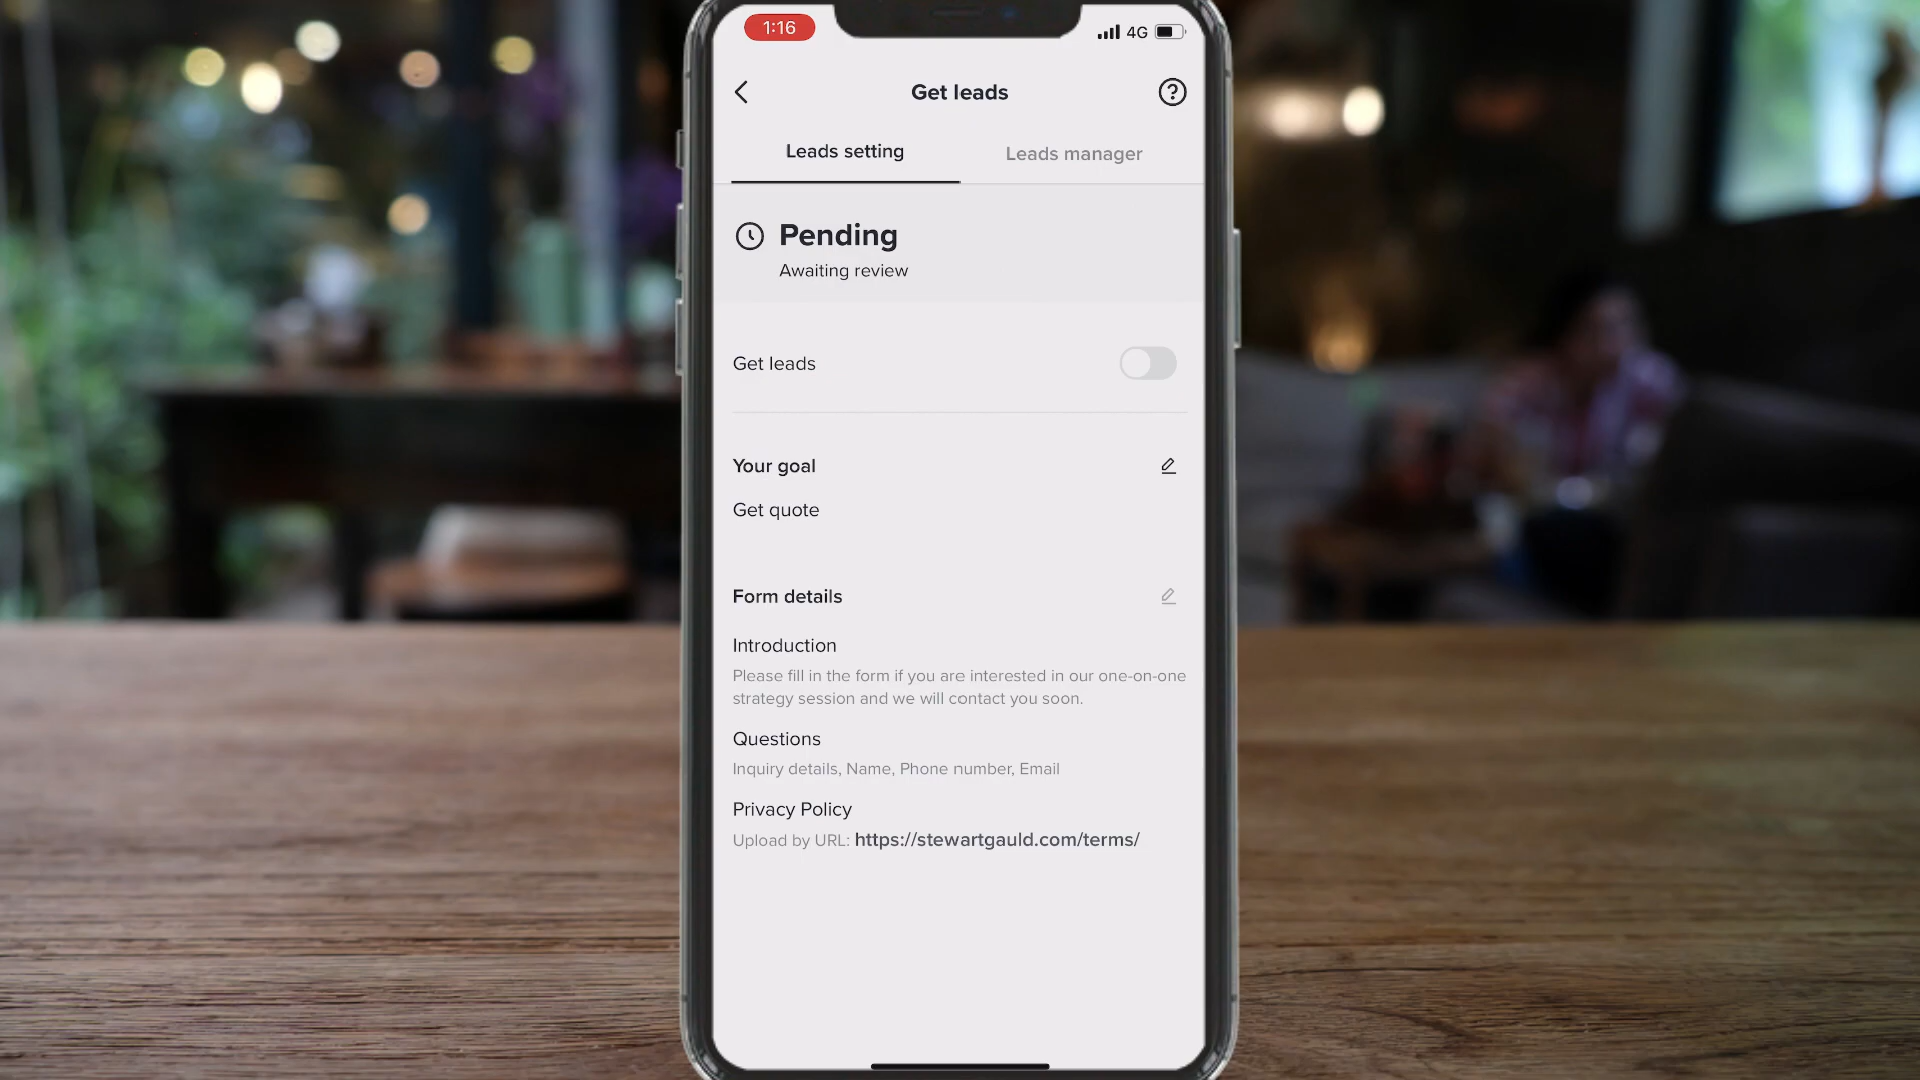 1:16
4G
Get leads
Leads setting
Leads manager
Pending
Awaiting review
Get leads
Your goal
Get quote
Form details
Introduction
Please fill in the form if you are interested in our one-on-one
strategy session and we will contact you soon.
Questions
Inquiry details, Name, Phone number, Email
Privacy Policy
Upload by URL: https://stewartgauld.com/terms/